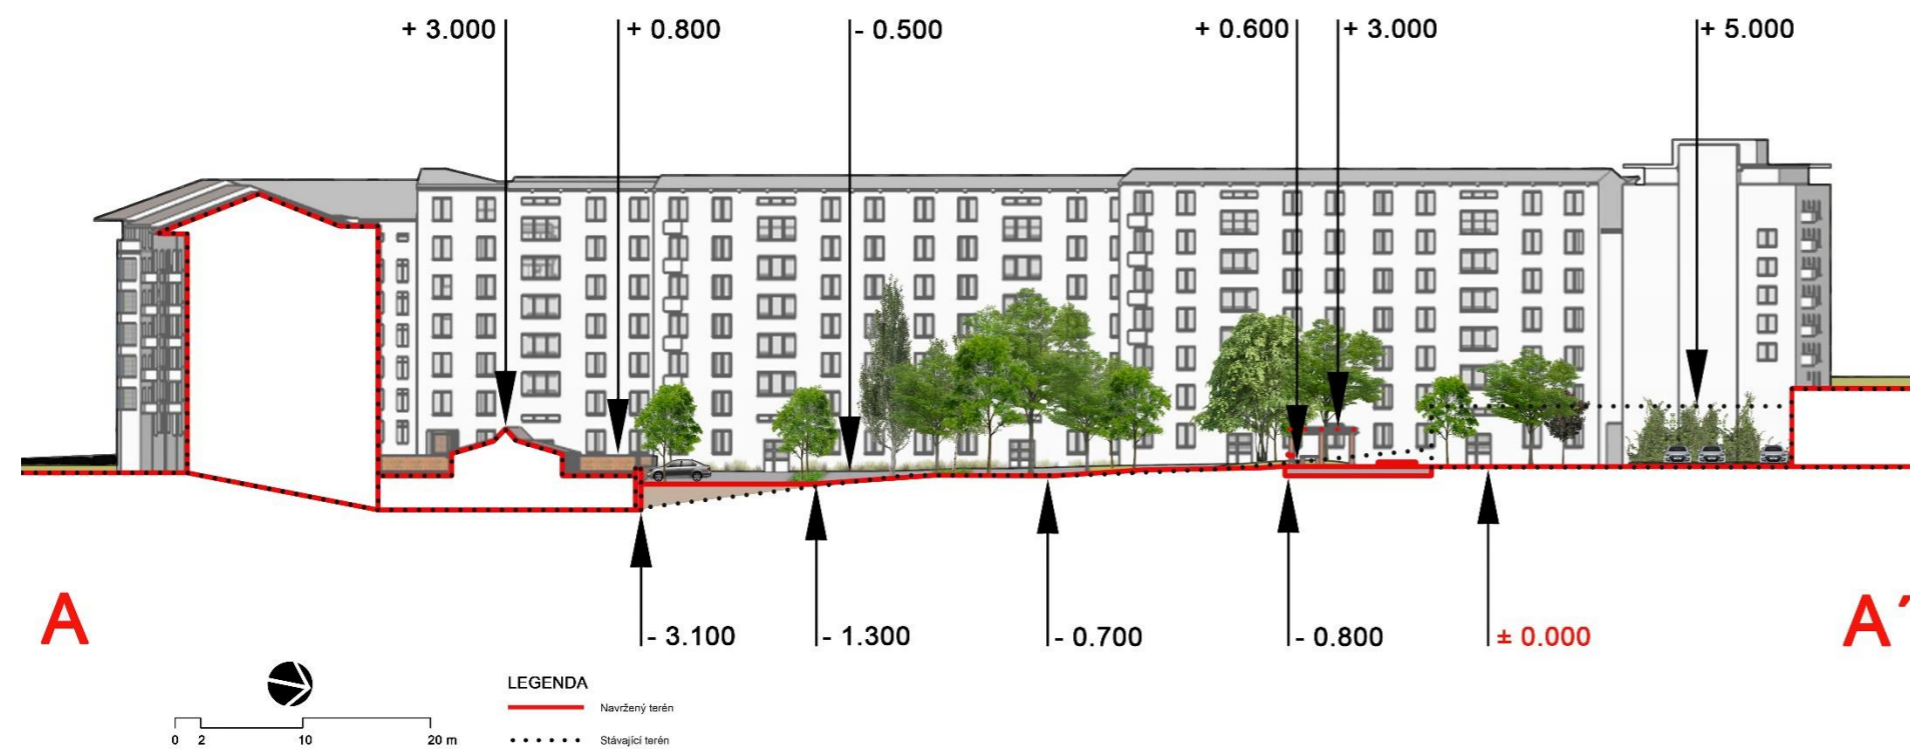 + 3.000 + 0.800 - 0.500 + 0.600 + 3.000 + 5.000
A A´
- 3.100 - 1.300 - 0.700 - 0.800 ± 0.000
LEGENDA
Navržený terén
0 2 10 20 m
Stávající terén